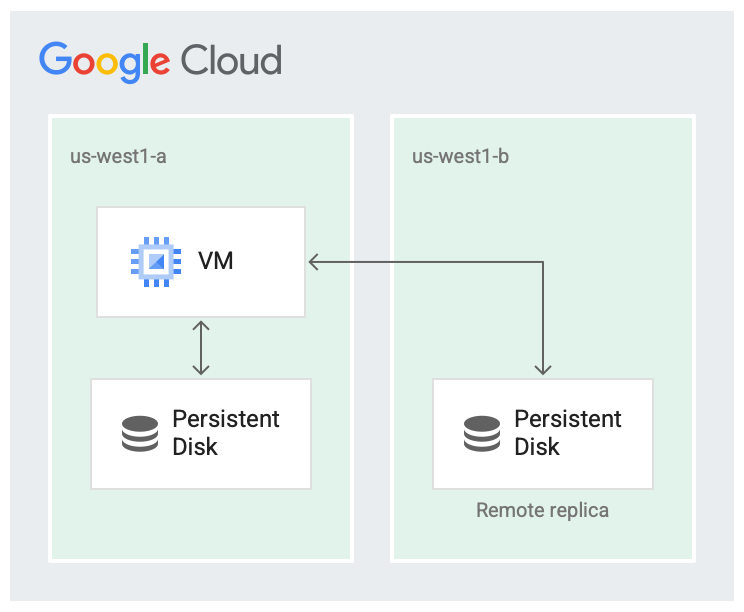 Google Cloud
us-west1-a
us-west1-b
VM
Persistent
Disk
Persistent
Disk
Remote replica